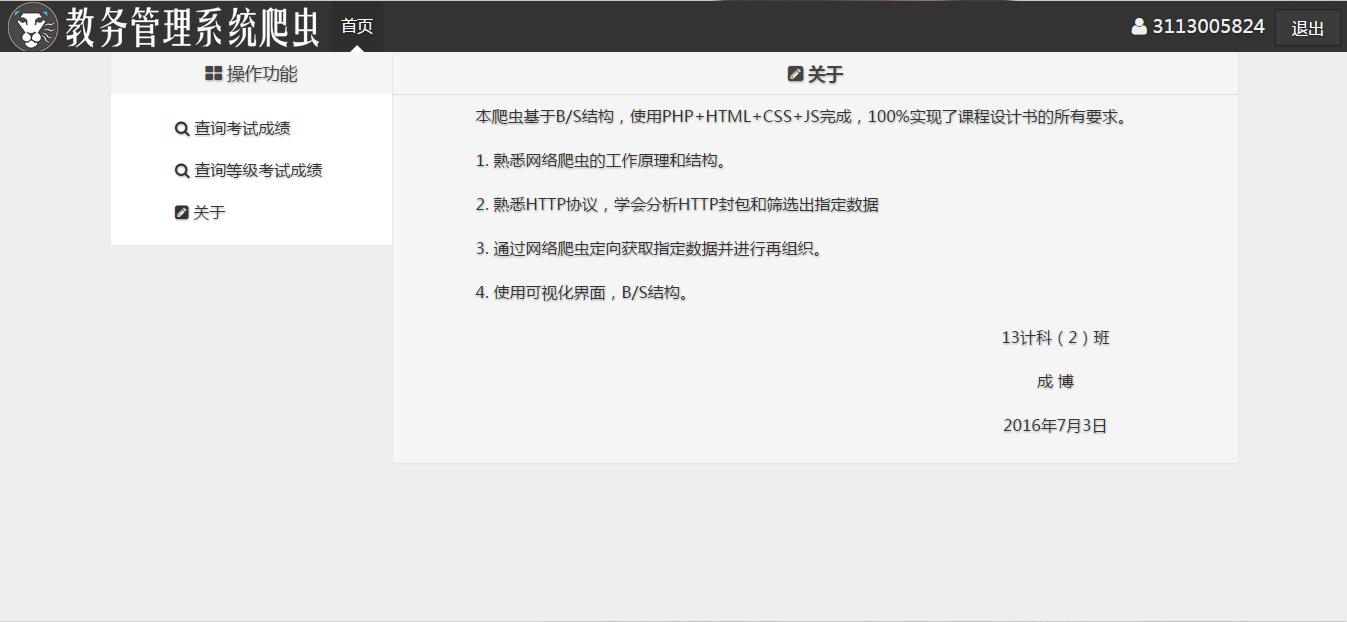 教务管理系统爬虫
首页
3113005824
退出
操作功能
查询考试成绩
查询等级考试成绩
关于
关于
本爬虫基于B/S结构，使用PHP+HTML+CSS+JS完成，100%实现了课程设计书的所有要求。
1. 熟悉网络爬虫的工作原理和结构。
2. 熟悉HTTP协议，学会分析HTTP封包和筛选出指定数据
3. 通过网络爬虫定向获取指定数据并进行再组织。
4. 使用可视化界面，B/S结构。
13计科（2）班
成 博
2016年7月3日